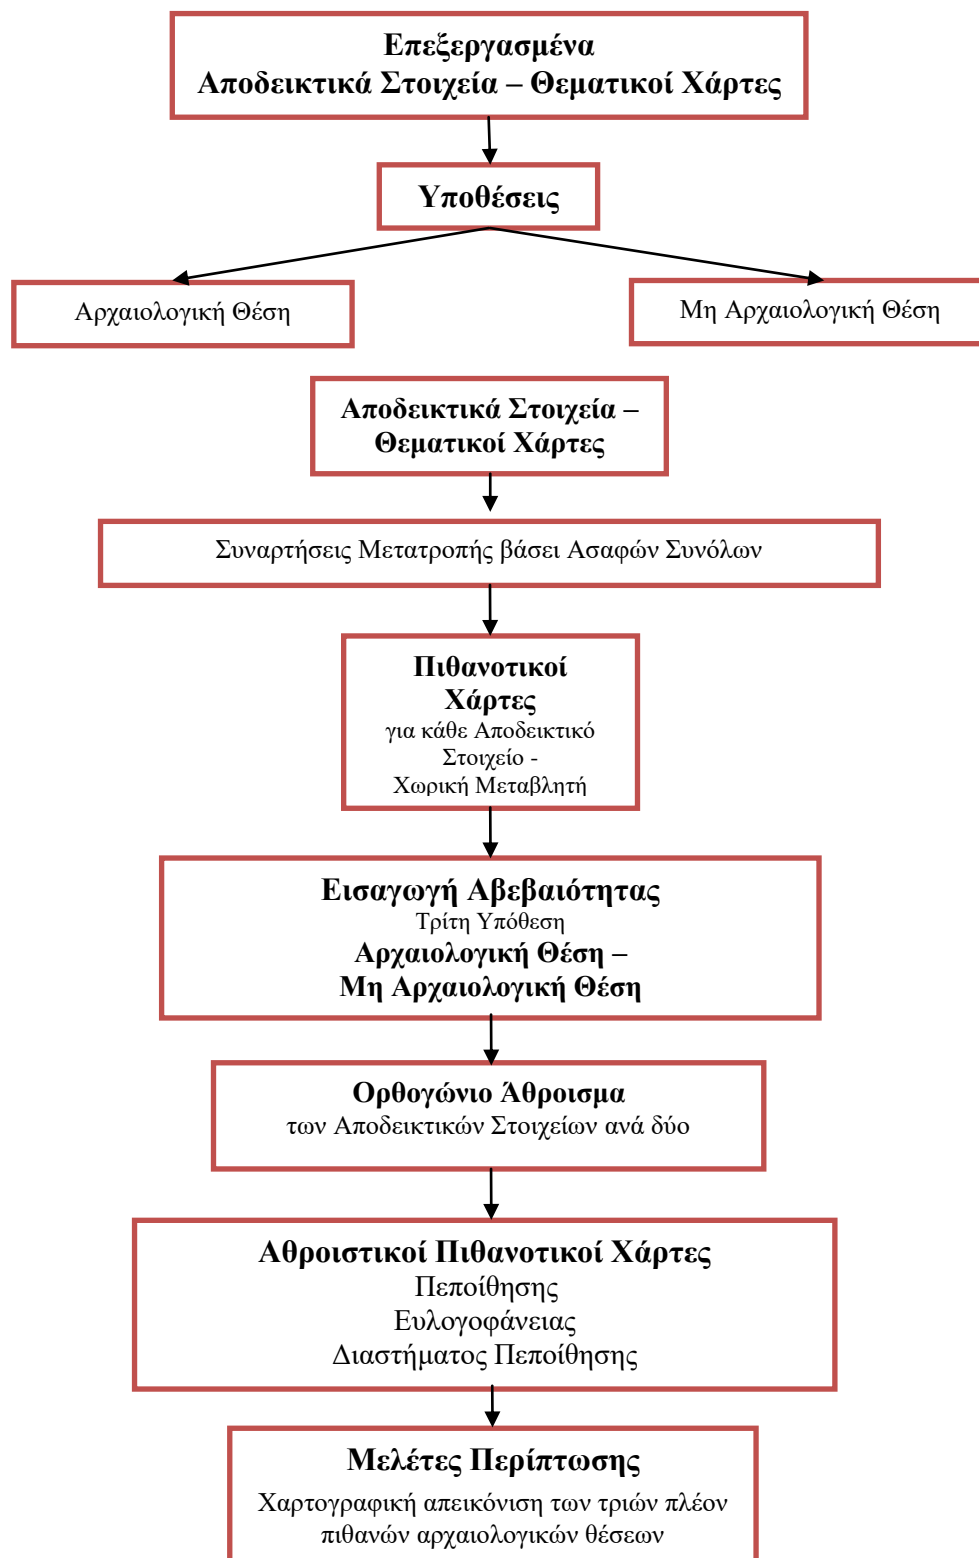 Επεξεργασμένα
Αποδεικτικά Στοιχεία – Θεματικοί Χάρτες
Υποθέσεις
Αρχαιολογική Θέση
Μη Αρχαιολογική Θέση
Αποδεικτικά Στοιχεία –
Θεματικοί Χάρτες
Συναρτήσεις Μετατροπής βάσει Ασαφών Συνόλων
Πιθανοτικοί
Χάρτες
για κάθε Αποδεικτικό
Στοιχείο -
Χωρική Μεταβλητή
Εισαγωγή Αβεβαιότητας
Τρίτη Υπόθεση
Αρχαιολογική Θέση –
Μη Αρχαιολογική Θέση
Ορθογώνιο Άθροισμα
των Αποδεικτικών Στοιχείων ανά δύο
Αθροιστικοί Πιθανοτικοί Χάρτες
Πεποίθησης
Ευλογοφάνειας
Διαστήματος Πεποίθησης
Μελέτες Περίπτωσης
Χαρτογραφική απεικόνιση των τριών πλέον
πιθανών αρχαιολογικών θέσεων